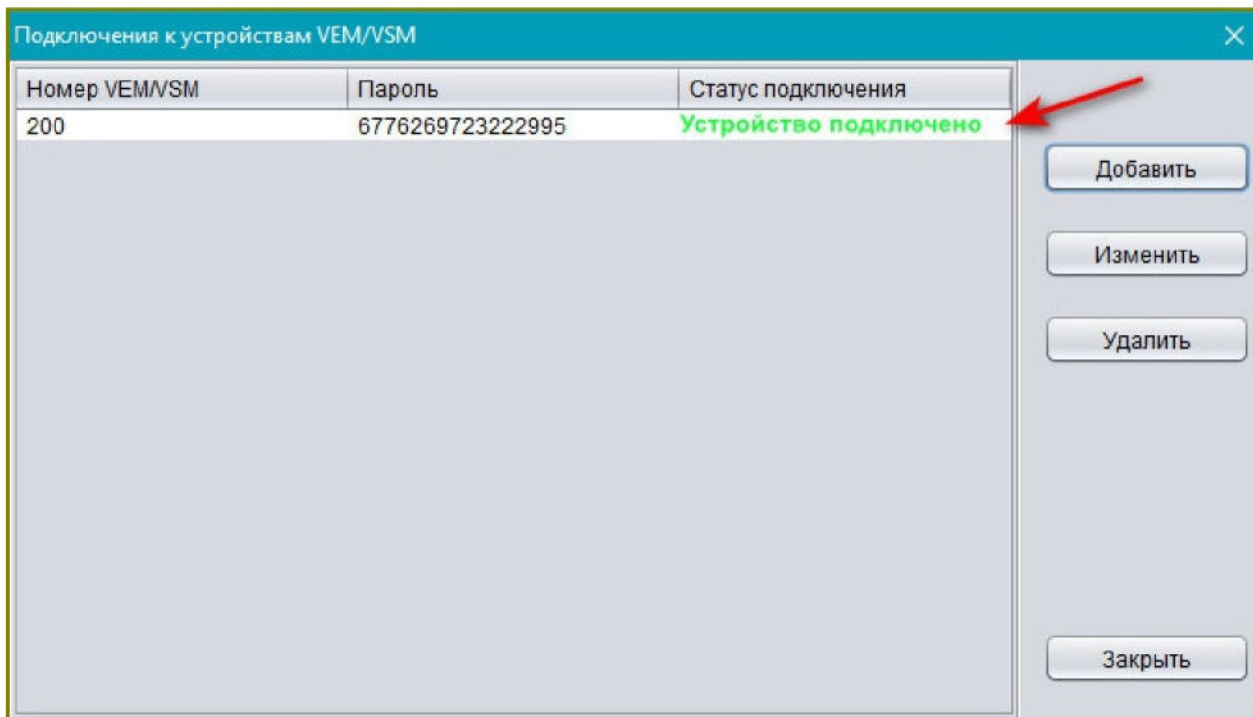 Подключения к устройствам VEM/VSM
Номер VEM/VSM Пароль Статус подключения
200 6776269723222995 Устройство подключено
Добавить
Изменить
Удалить
Закрыть